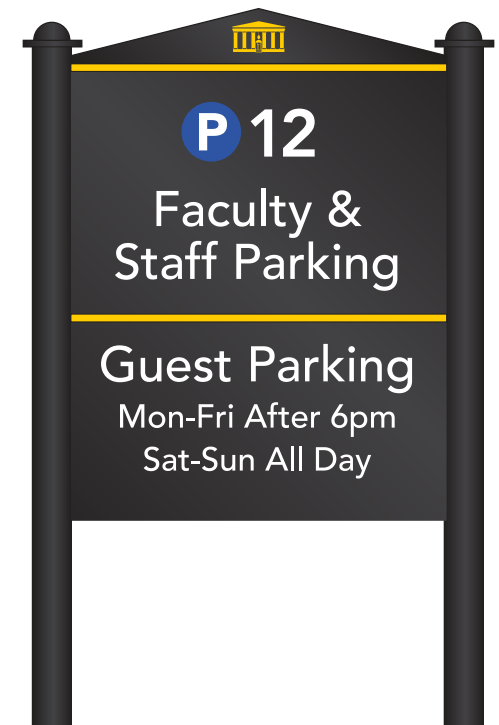 P 12
Faculty &
Staff Parking
Guest Parking
Mon-Fri After 6pm
Sat-Sun All Day